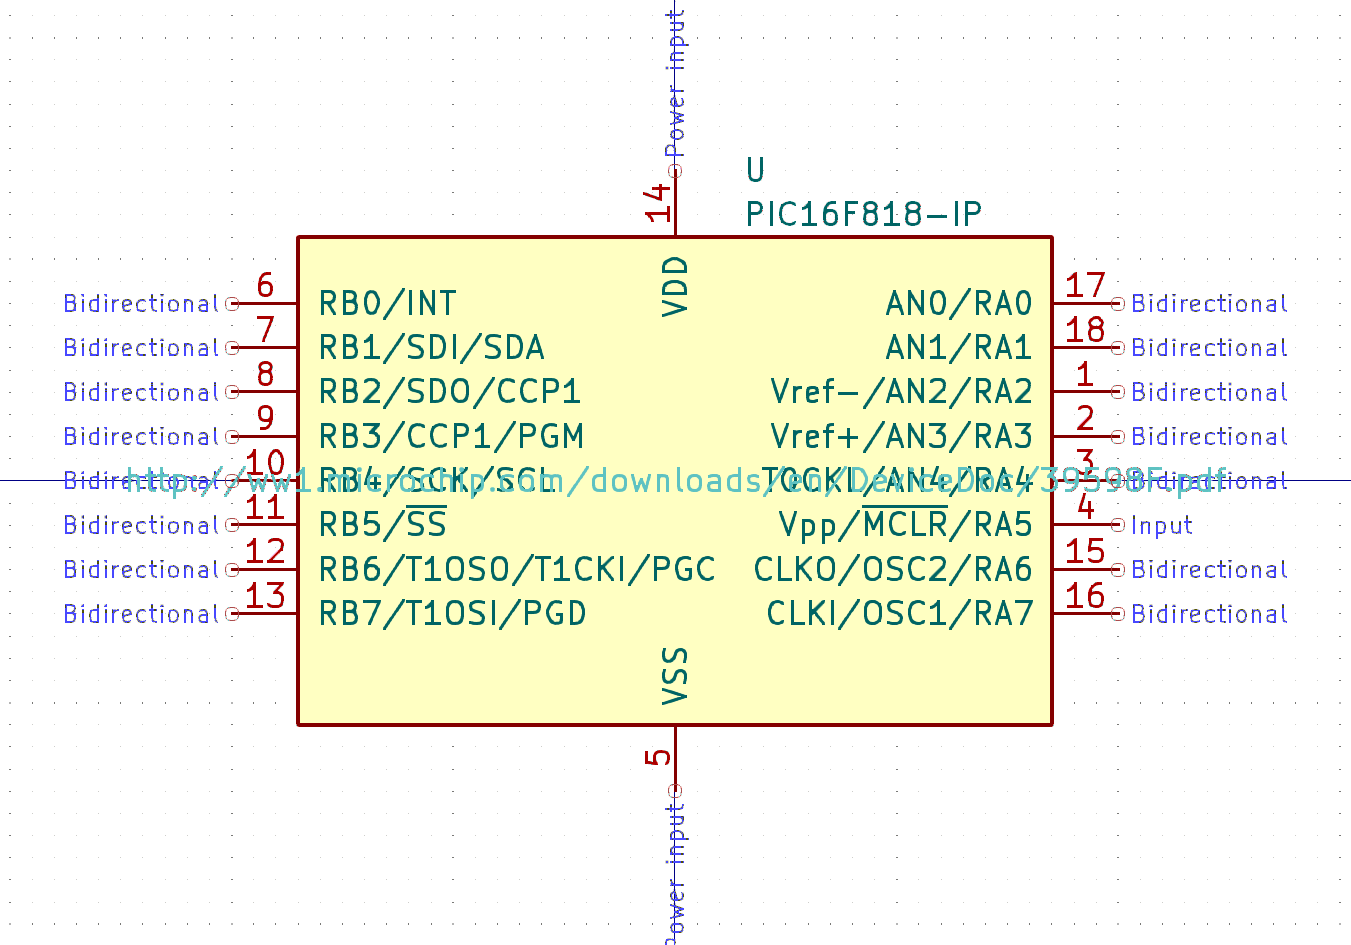 Power input
14
U
PIC16F818-IP
VDD
Bidirectional 6 RB0/INT AN0/RA0 17 Bidirectional
Bidirectional 7 RB1/SDI/SDA AN1/RA1 18 Bidirectional
Bidirectional 8 RB2/SDO/CCP1 Vref-/AN2/RA2 1 Bidirectional
Bidirectional 9 RB3/CCP1/PGM Vref+/AN3/RA3 2 Bidirectional
Bidirectional 10 RB4/SCK/SCL T0CKI/AN4/RA4 3 Bidirectional
http://ww1.microchip.com/downloads/en/DeviceDoc/39598F.pdf
Bidirectional 11 RB5/SS Vpp/MCLR/RA5 4 Input
Bidirectional 12 RB6/T1OSO/T1CKI/PGC CLKO/OSC2/RA6 15 Bidirectional
Bidirectional 13 RB7/T1OSI/PGD CLKI/OSC1/RA7 16 Bidirectional
VSS
5
Power input